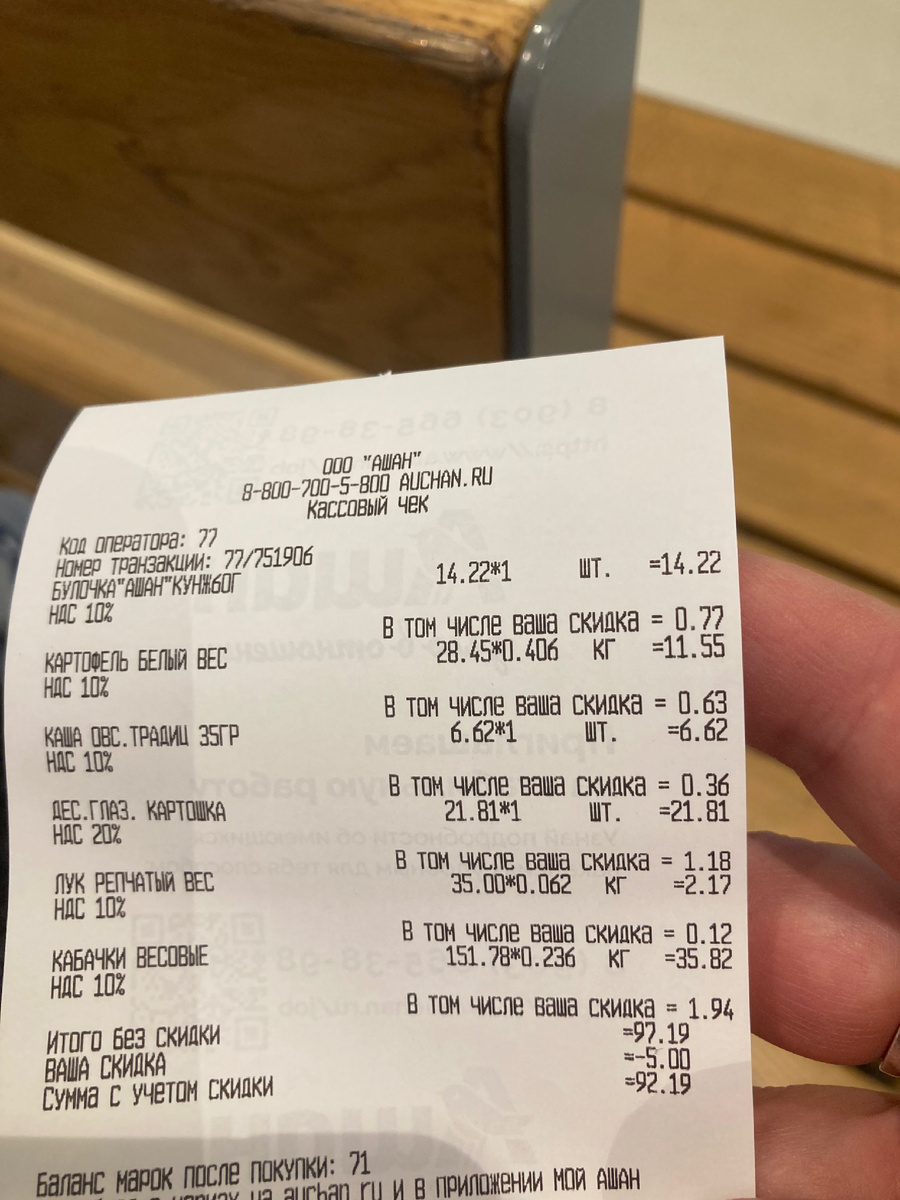 ООО "АШАН"
8-800-700-5-800 AUCHAN.RU
Кассовый чек
Код оператора: 77
Номер транзакции: 77/751906
БУЛОЧКА"АШАН"КУНЖ60Г 14.22*1 ШТ. =14.22
НДС 10%
В том числе ваша скидка = 0.77
КАРТОФЕЛЬ БЕЛЫЙ ВЕС 28.45*0.406 КГ =11.55
НДС 10%
В том числе ваша скидка = 0.63
КАША ОВС.ТРАДИЦ 35ГР 6.62*1 ШТ. =6.62
НДС 10%
В том числе ваша скидка = 0.36
ДЕС.ГЛАЗ. КАРТОШКА 21.81*1 ШТ. =21.81
НДС 20%
В том числе ваша скидка = 1.18
ЛУК РЕПЧАТЫЙ ВЕС 35.00*0.062 КГ =2.17
НДС 10%
В том числе ваша скидка = 0.12
КАБАЧКИ ВЕСОВЫЕ 151.78*0.236 КГ =35.82
НДС 10%
В том числе ваша скидка = 1.94
Итого без скидки =97.19
ВАША СКИДКА =-5.00
Сумма с учетом скидки =92.19
Баланс марок после покупки: 71
на auchan.ru и в приложении МОЙ АШАН